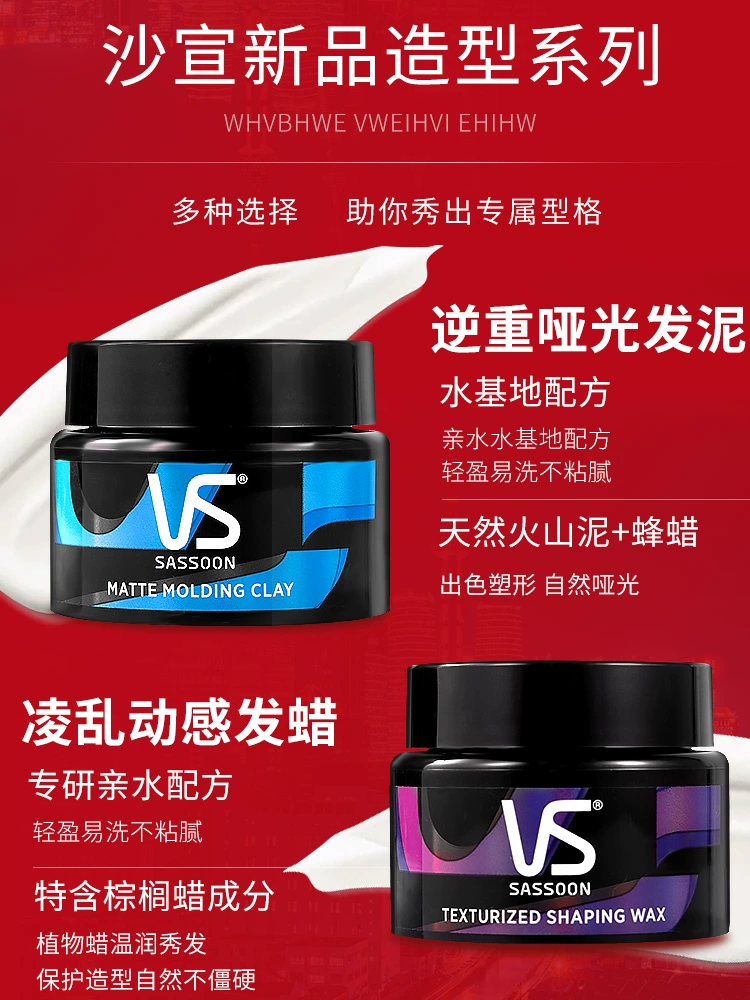 沙宣新品造型系列
WHVBHWE VWEIHVI EHIHW
多种选择 助你秀出专属型格
逆重哑光发泥
水基地配方
亲水水基地配方
轻盈易洗不粘腻
天然火山泥+蜂蜡
出色塑形 自然哑光
VS®
SASSOON
MATTE MOLDING CLAY
凌乱动感发蜡
专研亲水配方
轻盈易洗不粘腻
特含棕榈蜡成分
植物蜡温润秀发
保护造型自然不僵硬
VS®
SASSOON
TEXTURIZED SHAPING WAX